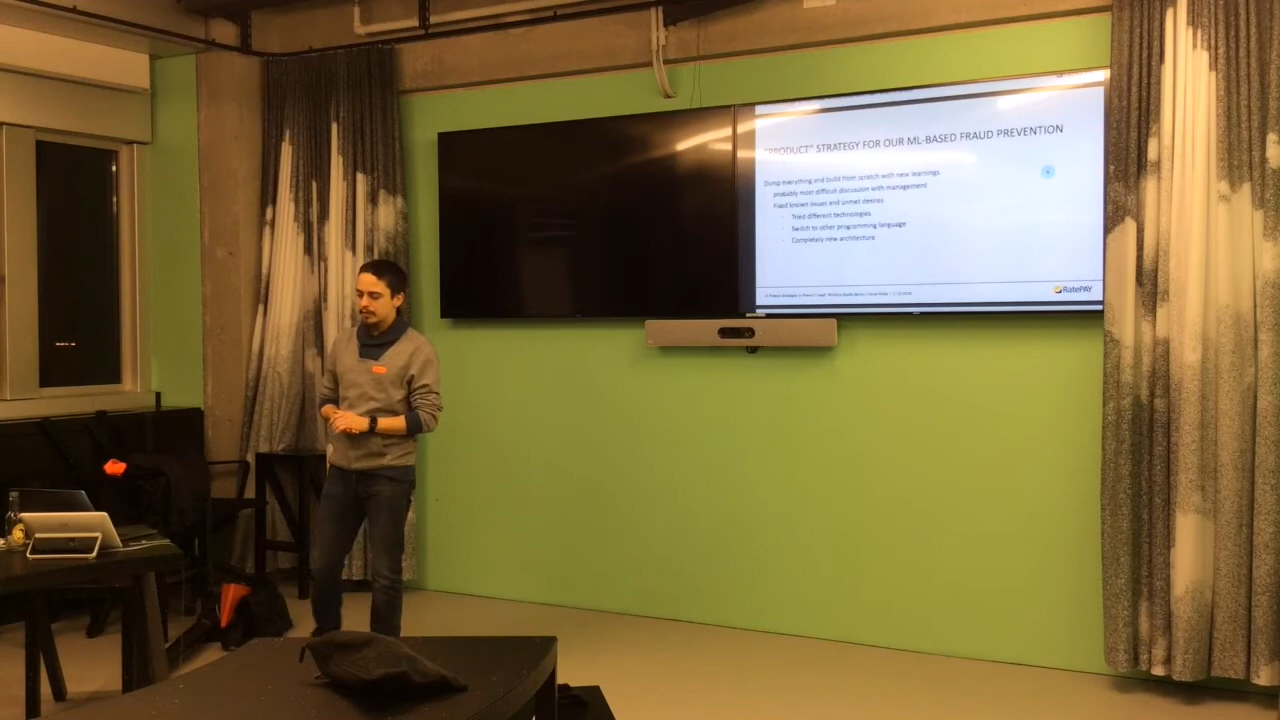 "PRODUCT" STRATEGY FOR OUR ML-BASED FRAUD PREVENTION
Dump everything and build from scratch with new learnings
probably most difficult discussion with management
Fixed known issues and unmet desires
- Tried different technologies
- Switch to other programming language
- Completely new architecture
RatePAY